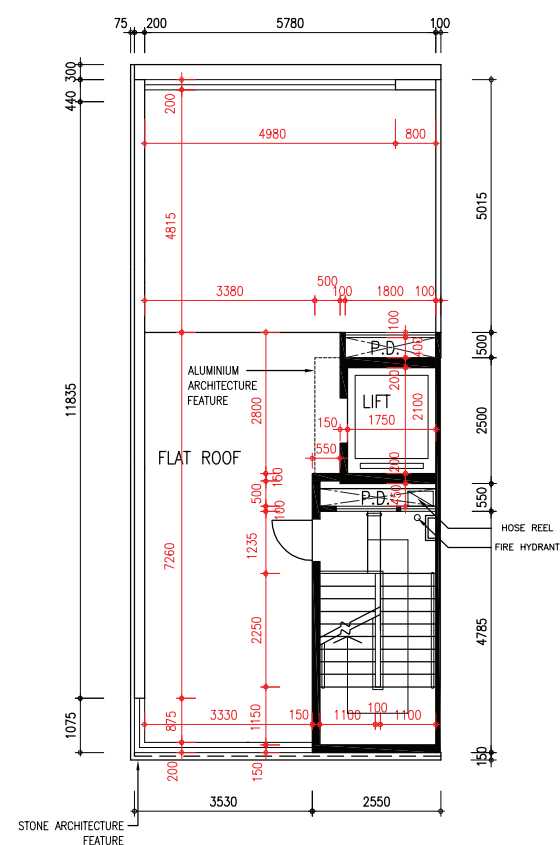 75 200 5780 100
300
440
200
4980 800
5015
4815
500
3380 100 1800 100
100
P.D.
400
500
ALUMINIUM
ARCHITECTURE
FEATURE
200
LIFT
2800
1750
2100
2500
11835
150
FLAT ROOF
550
200
150
500
P.D.
450
550
100
HOSE REEL
FIRE HYDRANT
1235
7260
2250
4785
1075
875
3330 150 1100 100 1100
1150
200
150
150
3530 2550
STONE ARCHITECTURE
FEATURE